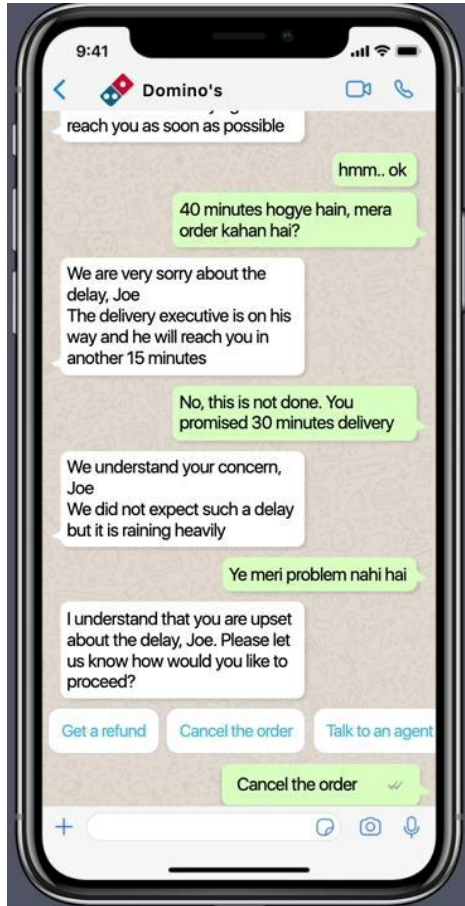 9:41
Domino's
reach you as soon as possible
hmm.. ok
40 minutes hogye hain, mera
order kahan hai?
We are very sorry about the
delay, Joe
The delivery executive is on his
way and he will reach you in
another 15 minutes
No, this is not done. You
promised 30 minutes delivery
We understand your concern,
Joe
We did not expect such a delay
but it is raining heavily
Ye meri problem nahi hai
I understand that you are upset
about the delay, Joe. Please let
us know how would you like to
proceed?
Get a refund Cancel the order Talk to an agent
Cancel the order